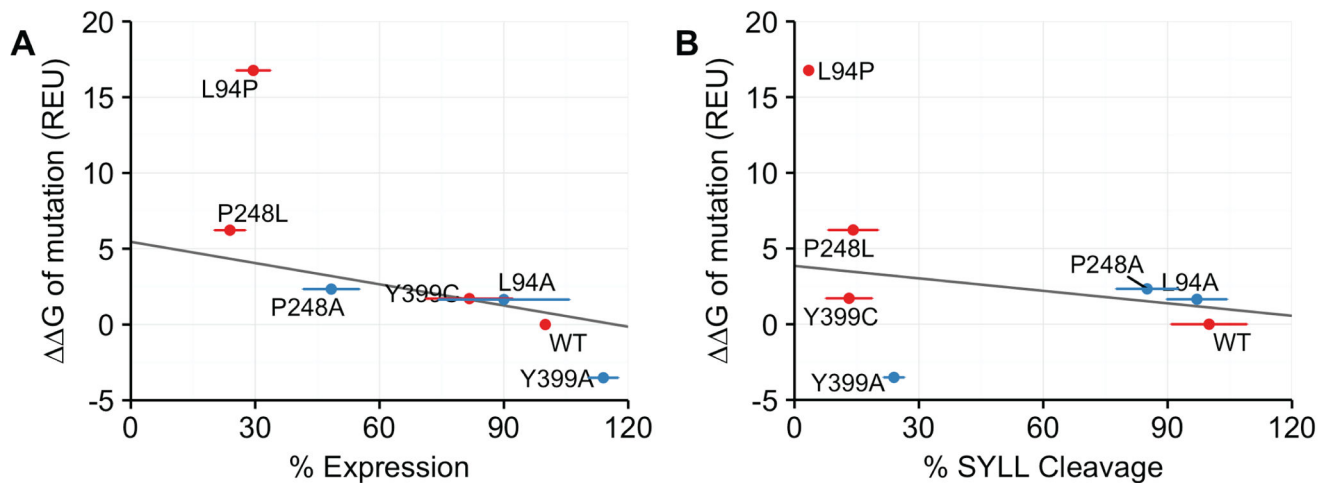 A
20
15
10
5
0
-5
ΔΔG of mutation (REU)
L94P
P248L
P248A
Y399C
L94A
WT
Y399A
0 30 60 90 120
% Expression
B
20
15
10
5
0
-5
ΔΔG of mutation (REU)
L94P
P248L
P248A
L94A
Y399C
WT
Y399A
0 30 60 90 120
% SYLL Cleavage